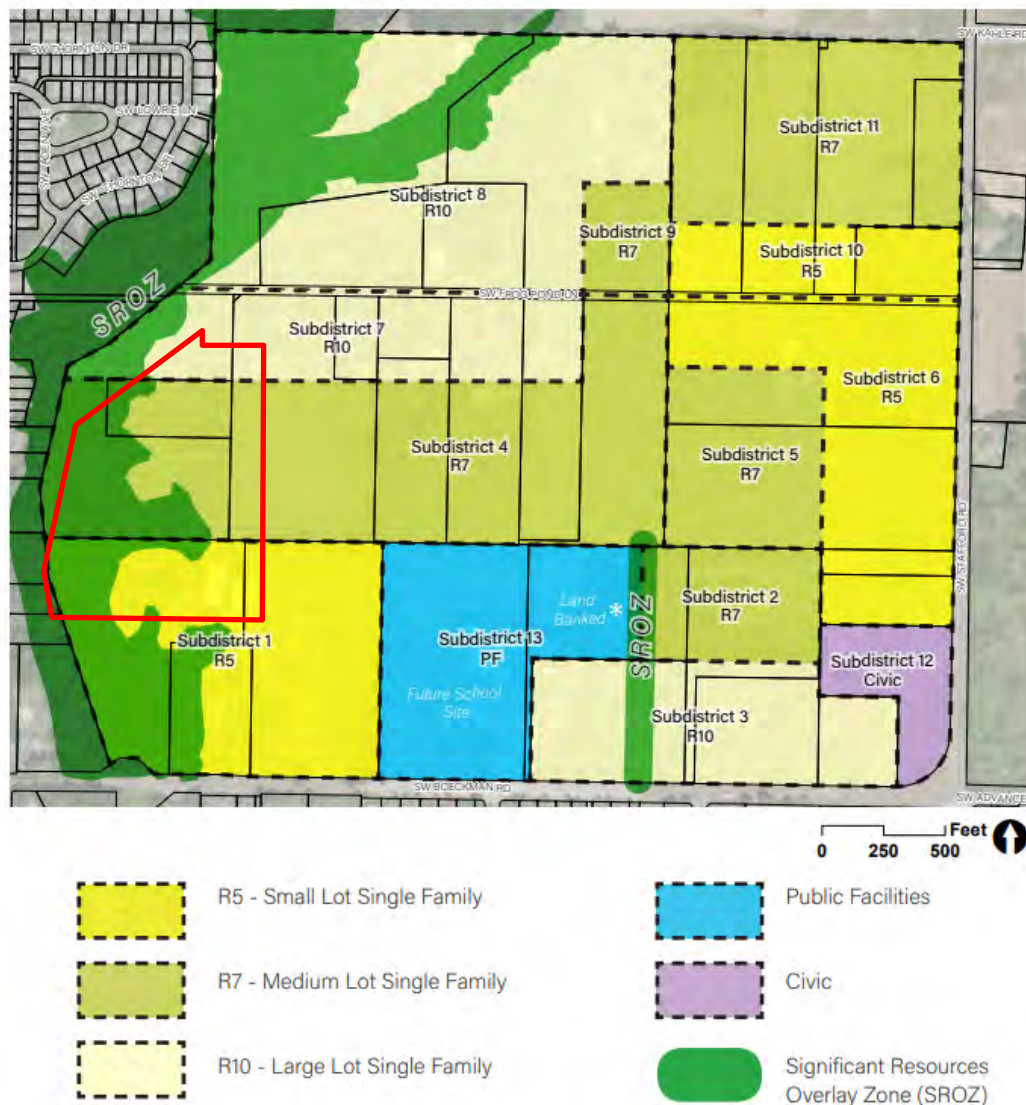 SW KAHLE RD
SW THORNTON DR
SW LOWRIE LN
SW THORNTON DR
Subdistrict 11
R7
Subdistrict 8
R10
Subdistrict 9
R7
Subdistrict 10
R5
SROZ
SW FROG POND LN
Subdistrict 7
R10
Subdistrict 6
R5
Subdistrict 4
R7
Subdistrict 5
R7
SW STAFFORD RD
Land
Banked *
SROZ
Subdistrict 2
R7
Subdistrict 1
R5
Subdistrict 13
PF
Subdistrict 12
Civic
Future School
Site
Subdistrict 3
R10
SW BOECKMAN RD
SW ADVANCE
Feet
0 250 500
R5 - Small Lot Single Family
Public Facilities
R7 - Medium Lot Single Family
Civic
R10 - Large Lot Single Family
Significant Resources
Overlay Zone (SROZ)